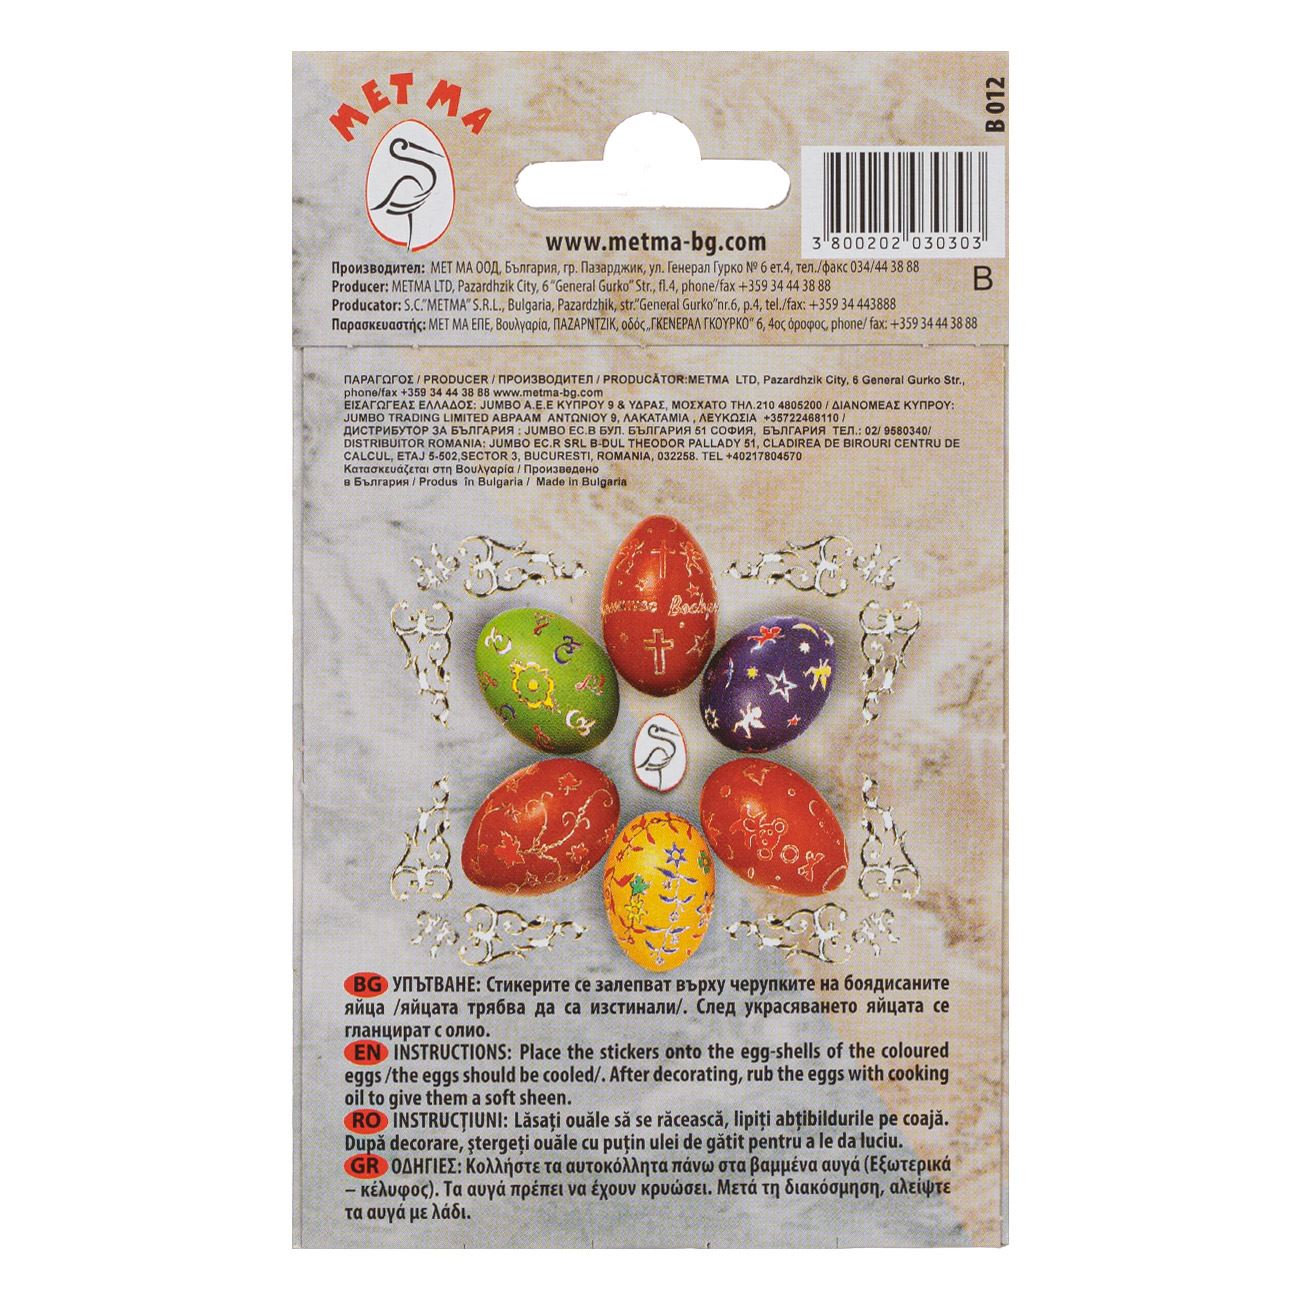 МЕТ МА
B 012
3 800202 030303
www.metma-bg.com
B
Производител: МЕТ МА ООД, България, гр. Пазарджик, ул. Генерал Гурко № 6 ет.4, тел./факс 034/44 38 88
Producer: METMA LTD, Pazardhzik City, 6 "General Gurko" Str., fl.4, phone/fax +359 34 44 38 88
Producator: S.C."METMA" S.R.L., Bulgaria, Pazardzhik, str."General Gurko"nr.6, p.4, tel./fax: +359 34 443888
Παρασκευαστής: ΜΕΤ ΜΑ ΕΠΕ, Βουλγαρία, ΠΑΖΑΡΝΤΖΙΚ, οδός „ΓΚΕΝΕΡΑΛ ΓΚΟΥΡΚΟ“ 6, 4ος όροφος, phone/ fax: +359 34 44 38 88
ΠΑΡΑΓΩΓΟΣ / PRODUCER / ПРОИЗВОДИТЕЛ / PRODUCĂTOR:METMA LTD, Pazardhzik City, 6 General Gurko Str.,
phone/fax +359 34 44 38 88 www.metma-bg.com
ΕΙΣΑΓΩΓΕΑΣ ΕΛΛΑΔΟΣ: JUMBO A.E.E ΚΥΠΡΟΥ 9 & ΥΔΡΑΣ, ΜΟΣΧΑΤΟ ΤΗΛ.210 4805200 / ΔΙΑΝΟΜΕΑΣ ΚΥΠΡΟΥ:
JUMBO TRADING LIMITED ΑΒΡΑΑΜ ΑΝΤΩΝΙΟΥ 9, ΛΑΚΑΤΑΜΙΑ , ΛΕΥΚΩΣΙΑ +35722468110 /
ДИСТРИБУТОР ЗА БЪЛГАРИЯ : JUMBO EC.B БУЛ. БЪЛГАРИЯ 51 СОФИЯ, БЪЛГАРИЯ ТЕЛ.: 02/ 9580340/
DISTRIBUITOR ROMANIA: JUMBO EC.R SRL B-DUL THEODOR PALLADY 51, CLADIREA DE BIROURI CENTRU DE
CALCUL, ETAJ 5-502,SECTOR 3, BUCURESTI, ROMANIA, 032258. TEL +40217804570
Κατασκευάζεται στη Βουλγαρία / Произведено
в България / Produs în Bulgaria / Made in Bulgaria
BG УПЪТВАНЕ: Стикерите се залепват върху черупките на боядисаните
яйца /яйцата трябва да са изстинали/. След украсяването яйцата се
гланцират с олио.
EN INSTRUCTIONS: Place the stickers onto the egg-shells of the coloured
eggs /the eggs should be cooled/. After decorating, rub the eggs with cooking
oil to give them a soft sheen.
RO INSTRUCȚIUNI: Lăsați ouăle să se răcească, lipiți abțibildurile pe coajă.
După decorare, ștergeți ouăle cu puțin ulei de gătit pentru a le da luciu.
GR ΟΔΗΓΙΕΣ: Κολλήστε τα αυτοκόλλητα πάνω στα βαμμένα αυγά (Εξωτερικά
– κέλυφος). Τα αυγά πρέπει να έχουν κρυώσει. Μετά τη διακόσμηση, αλείψτε
τα αυγά με λάδι.